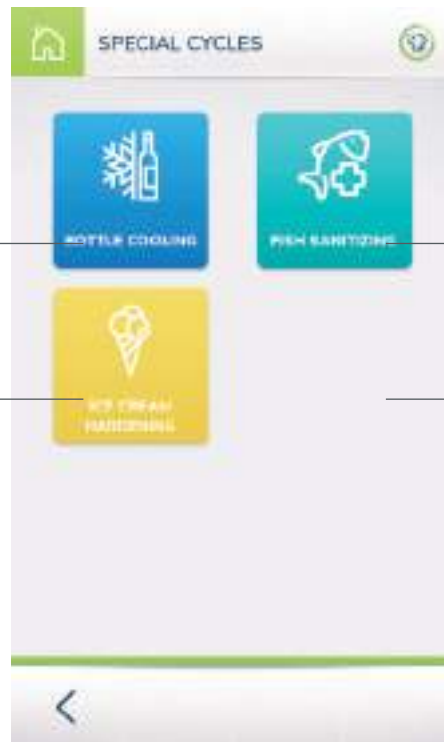 SPECIAL CYCLES
BOTTLE COOLING
FISH SANITIZING
ICE CREAM
HARDENING